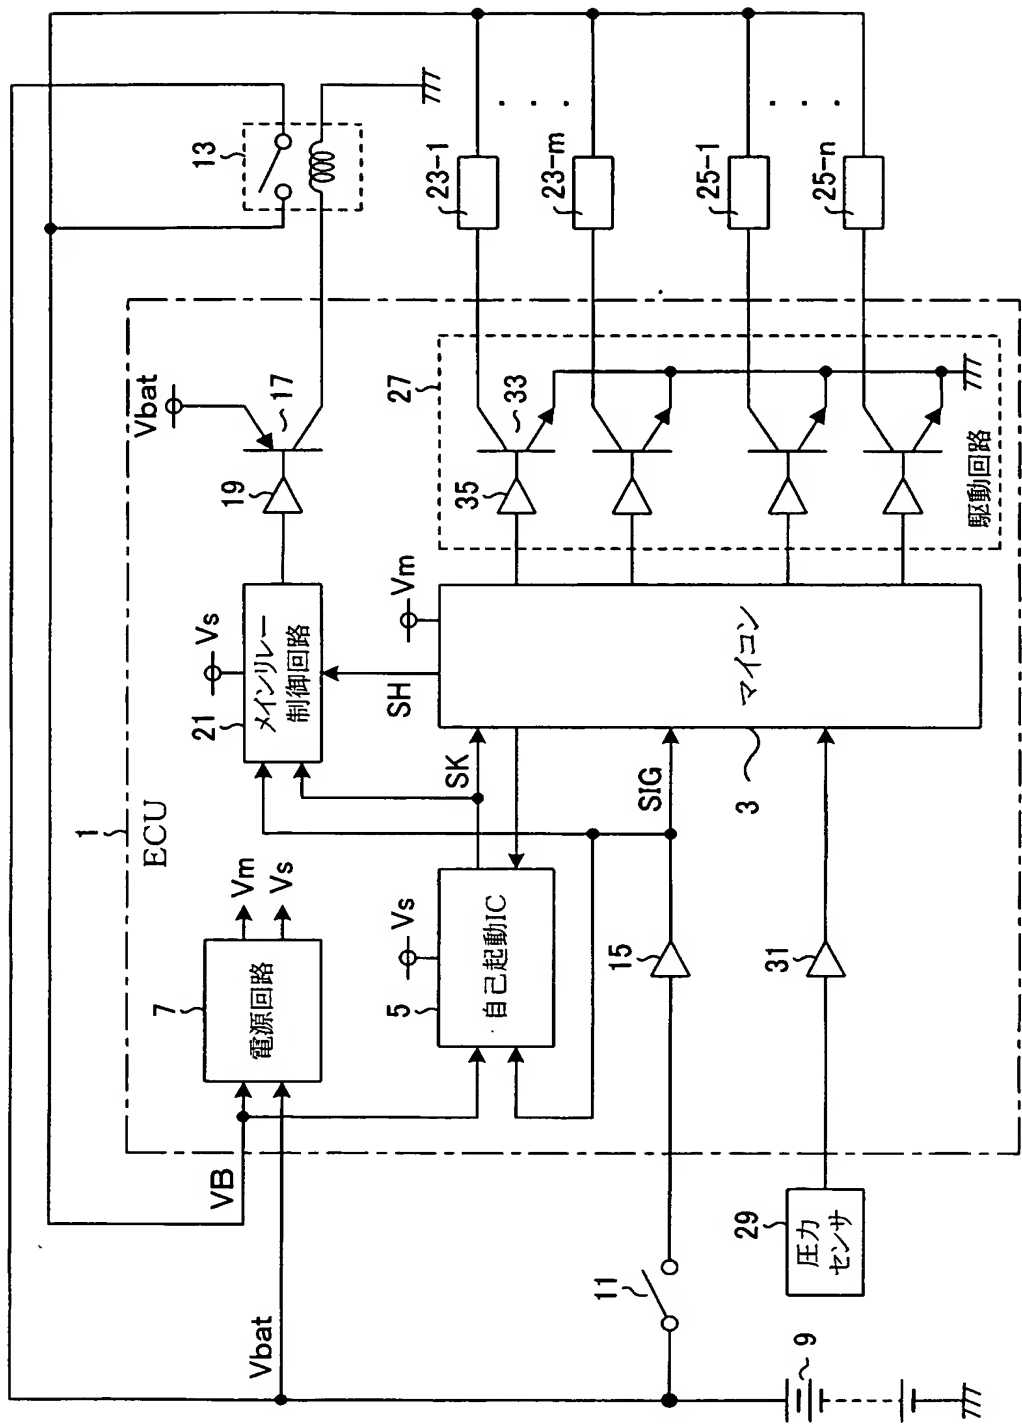 Vbat
VB
7
電源回路
Vm
Vs
1
ECU
5
自己起動IC
Vs
SK
21
メインリレー
制御回路
Vs
SH
19
Vbat
17
13
11
15
SIG
3
マイコン
Vm
9
29
圧力
センサ
31
27
35
33
駆動回路
23-1
23-m
25-1
25-n